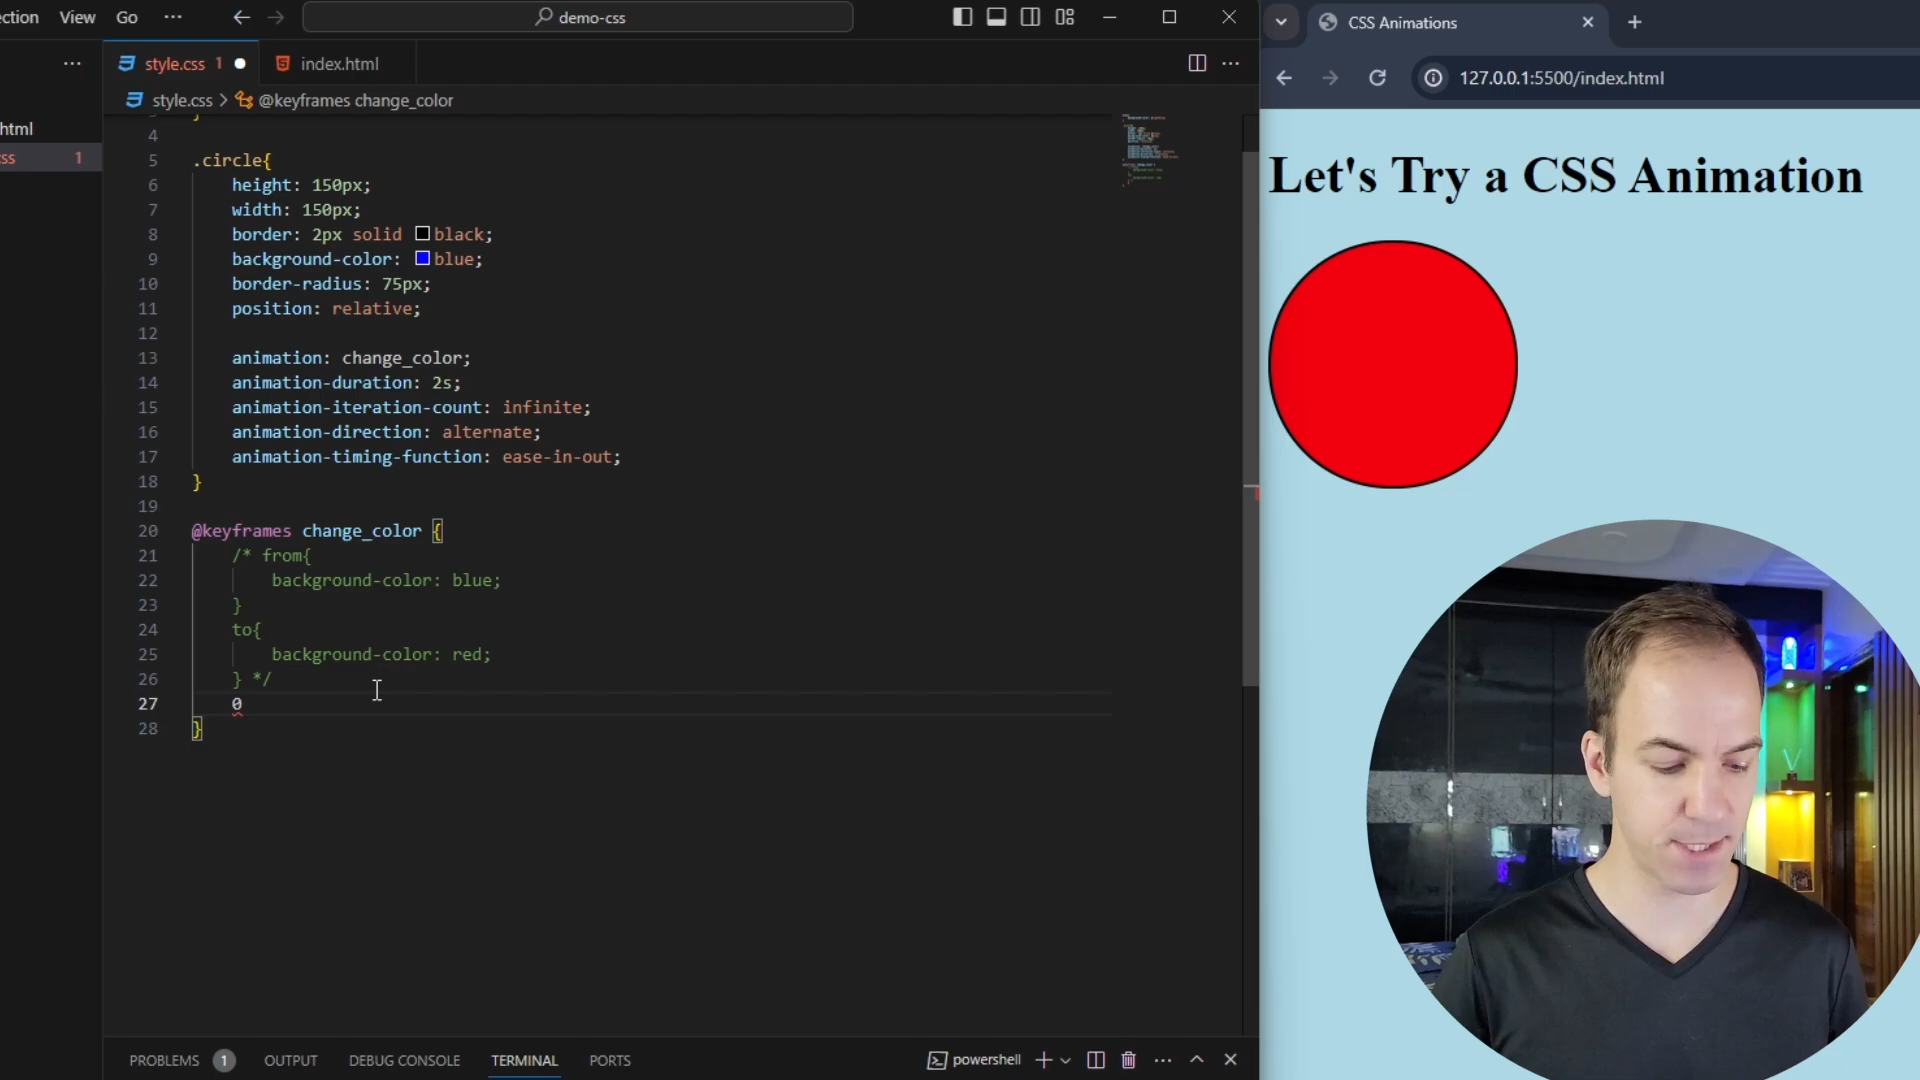 ction View Go ··· demo-css
style.css 1 index.html
style.css > @keyframes change_color
html
ss 1
4
5 .circle{
6 height: 150px;
7 width: 150px;
8 border: 2px solid black;
9 background-color: blue;
10 border-radius: 75px;
11 position: relative;
12
13 animation: change_color;
14 animation-duration: 2s;
15 animation-iteration-count: infinite;
16 animation-direction: alternate;
17 animation-timing-function: ease-in-out;
18 }
19
20 @keyframes change_color {
21 /* from{
22 background-color: blue;
23 }
24 to{
25 background-color: red;
26 } */
27 0
28 }
PROBLEMS 1 OUTPUT DEBUG CONSOLE TERMINAL PORTS powershell
CSS Animations
127.0.0.1:5500/index.html
Let's Try a CSS Animation